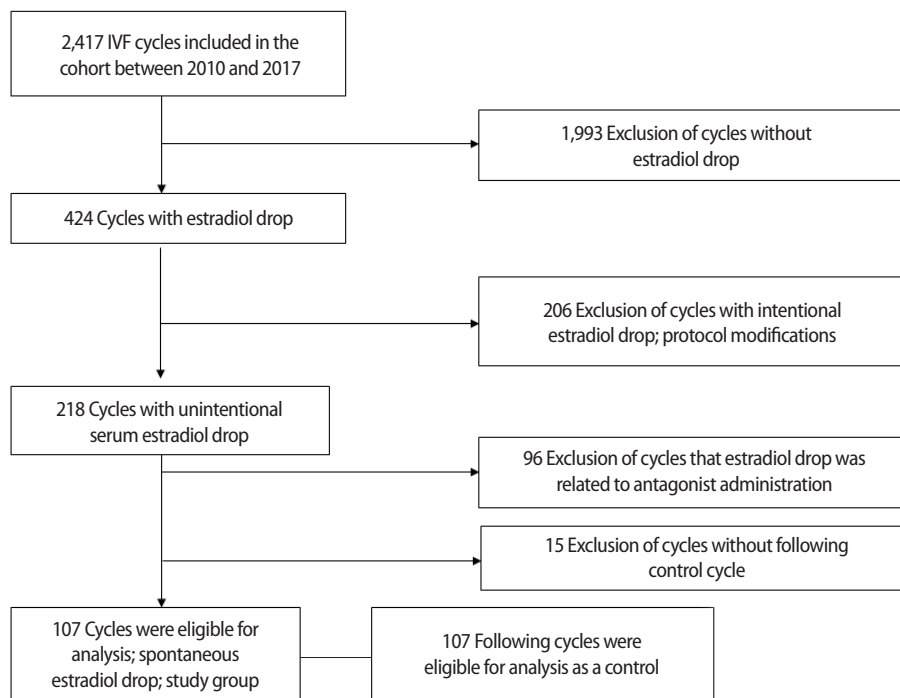 2,417 IVF cycles included in the
cohort between 2010 and 2017
1,993 Exclusion of cycles without
estradiol drop
424 Cycles with estradiol drop
206 Exclusion of cycles with intentional
estradiol drop; protocol modifications
218 Cycles with unintentional
serum estradiol drop
96 Exclusion of cycles that estradiol drop was
related to antagonist administration
15 Exclusion of cycles without following
control cycle
107 Cycles were eligible for
analysis; spontaneous
estradiol drop; study group
107 Following cycles were
eligible for analysis as a control